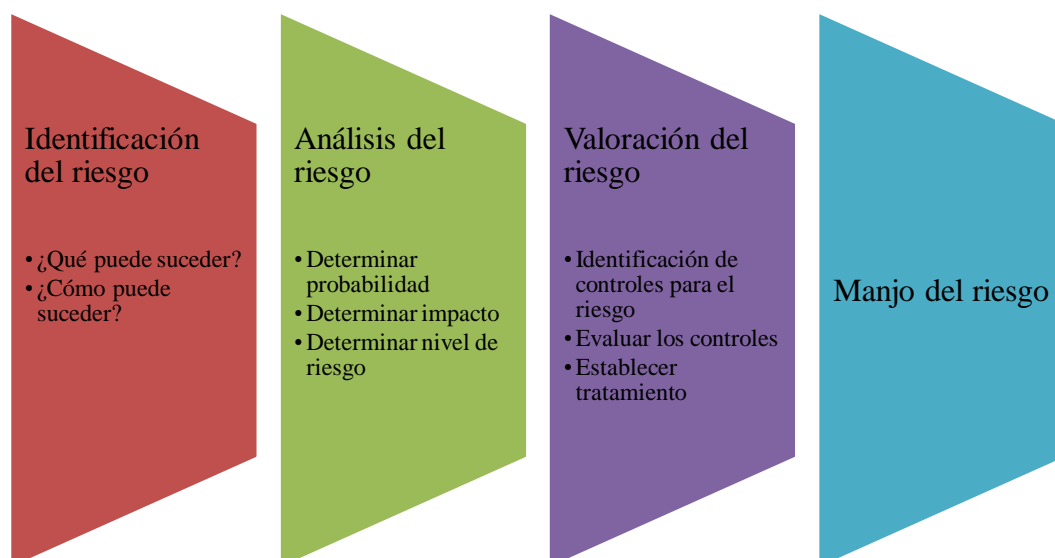 Identificación
del riesgo
• ¿Qué puede suceder?
• ¿Cómo puede
suceder?
Análisis del
riesgo
• Determinar
probabilidad
• Determinar impacto
• Determinar nivel de
riesgo
Valoración del
riesgo
• Identificación de
controles para el
riesgo
• Evaluar los controles
• Establecer
tratamiento
Manjo del riesgo